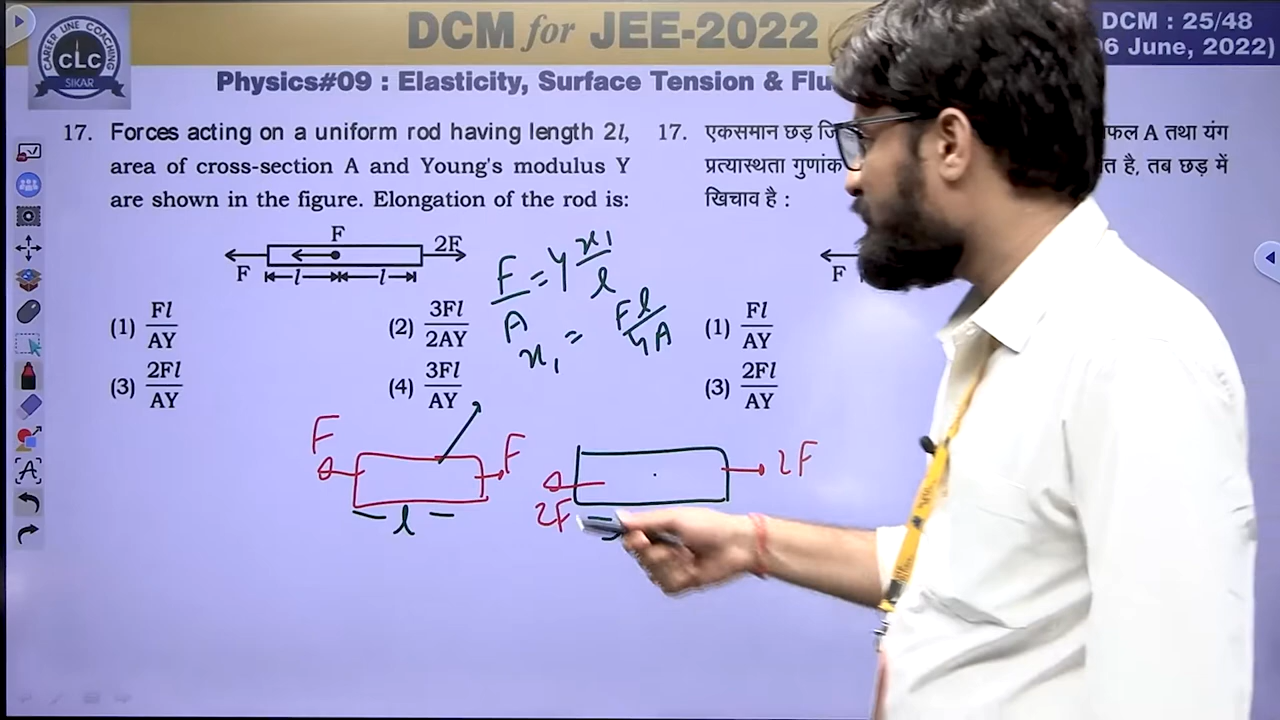 CAREER LINE COACHING
CLC
SIKAR
DCM for JEE-2022
DCM : 25/48
06 June, 2022)
Physics#09 : Elasticity, Surface Tension & Flu
17. Forces acting on a uniform rod having length 2l,
area of cross-section A and Young's modulus Y
are shown in the figure. Elongation of the rod is:
F
2F
F
l
l
(1) Fl/AY
(2) 3Fl/2AY
(3) 2Fl/AY
(4) 3Fl/AY
17. एकसमान छड़ जि
फल A तथा यंग
प्रत्यास्थता गुणांक
त है, तब छड़ में
खिचाव है :
F
(1) Fl/AY
(3) 2Fl/AY
F/A = Y x₁/l
x₁ = Fl/YA
F
F
l
2F
2F